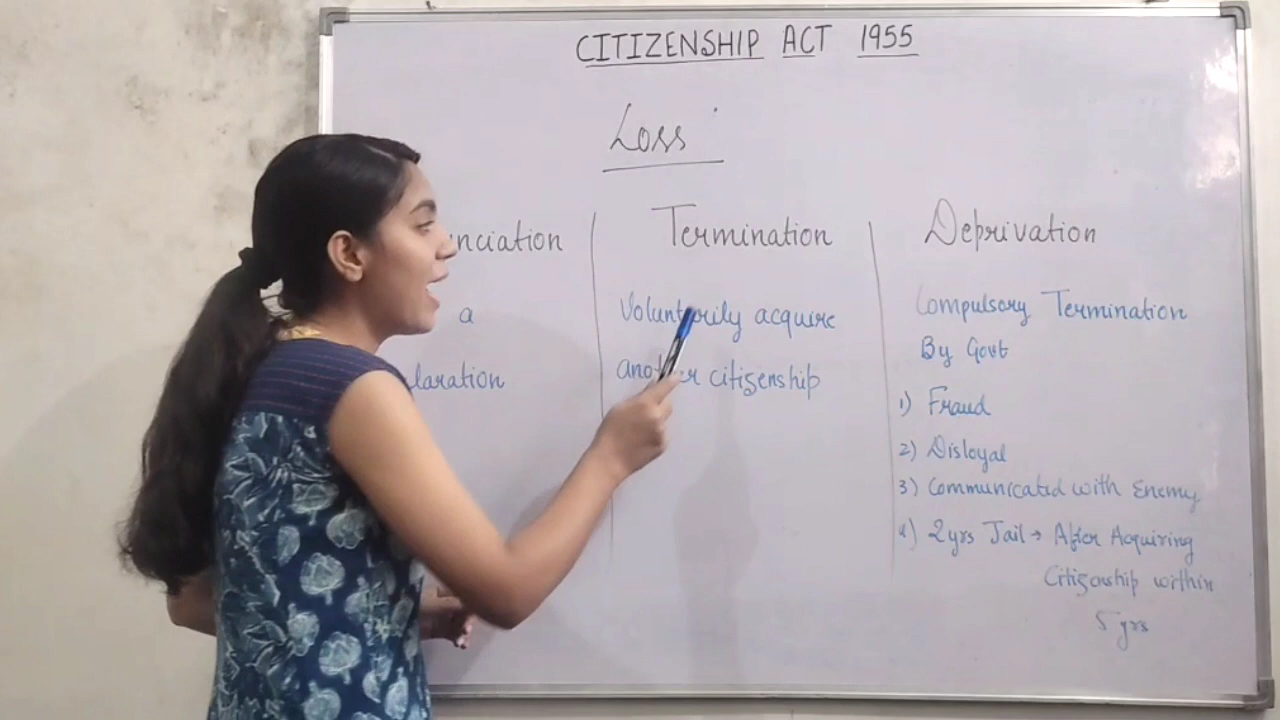 CITIZENSHIP ACT 1955
Loss
nciation
a
laration
Termination
Voluntarily acquire
another citizenship
Deprivation
Compulsory Termination
By Govt
1) Fraud
2) Disloyal
3) Communicated with Enemy
4) 2yrs Jail → After Acquiring
Citizenship within
5 yrs